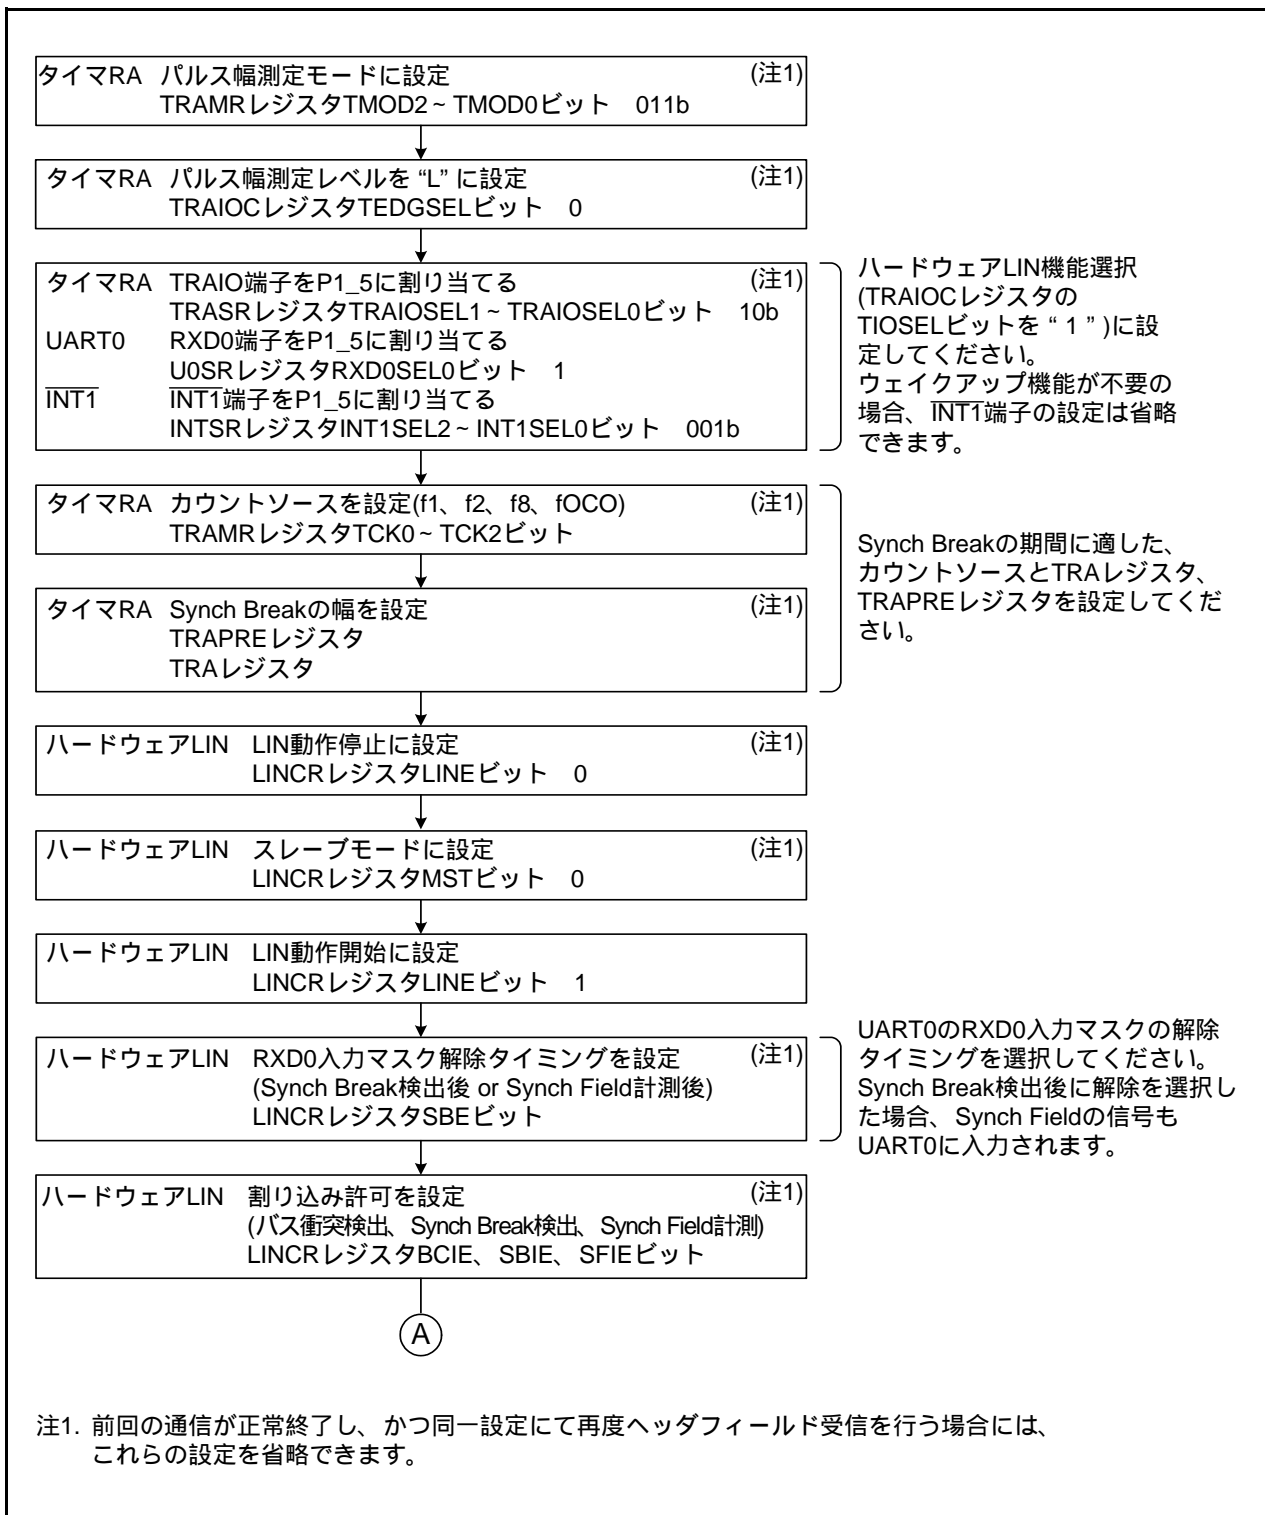 タイマRA パルス幅測定モードに設定 (注1)
TRAMRレジスタTMOD2~TMOD0ビット 011b
タイマRA パルス幅測定レベルを “L” に設定 (注1)
TRAIOCレジスタTEDGSELビット 0
タイマRA TRAIO端子をP1_5に割り当てる (注1)
TRASRレジスタTRAIOSEL1~TRAIOSEL0ビット 10b
UART0 RXD0端子をP1_5に割り当てる
U0SRレジスタRXD0SEL0ビット 1
INT1 INT1端子をP1_5に割り当てる
INTSRレジスタINT1SEL2~INT1SEL0ビット 001b
ハードウェアLIN機能選択
(TRAIOCレジスタの
TIOSELビットを “ 1 ” )に設
定してください。
ウェイクアップ機能が不要の
場合、INT1端子の設定は省略
できます。
タイマRA カウントソースを設定(f1、f2、f8、fOCO) (注1)
TRAMRレジスタTCK0~TCK2ビット
タイマRA Synch Breakの幅を設定 (注1)
TRAPREレジスタ
TRAレジスタ
Synch Breakの期間に適した、
カウントソースとTRAレジスタ、
TRAPREレジスタを設定してくだ
さい。
ハードウェアLIN LIN動作停止に設定 (注1)
LINCRレジスタLINEビット 0
ハードウェアLIN スレーブモードに設定 (注1)
LINCRレジスタMSTビット 0
ハードウェアLIN LIN動作開始に設定
LINCRレジスタLINEビット 1
ハードウェアLIN RXD0入力マスク解除タイミングを設定 (注1)
(Synch Break検出後 or Synch Field計測後)
LINCRレジスタSBEビット
UART0のRXD0入力マスクの解除
タイミングを選択してください。
Synch Break検出後に解除を選択し
た場合、Synch Fieldの信号も
UART0に入力されます。
ハードウェアLIN 割り込み許可を設定 (注1)
(バス衝突検出、Synch Break検出、Synch Field計測)
LINCRレジスタBCIE、SBIE、SFIEビット
A
注1. 前回の通信が正常終了し、かつ同一設定にて再度ヘッダフィールド受信を行う場合には、
これらの設定を省略できます。